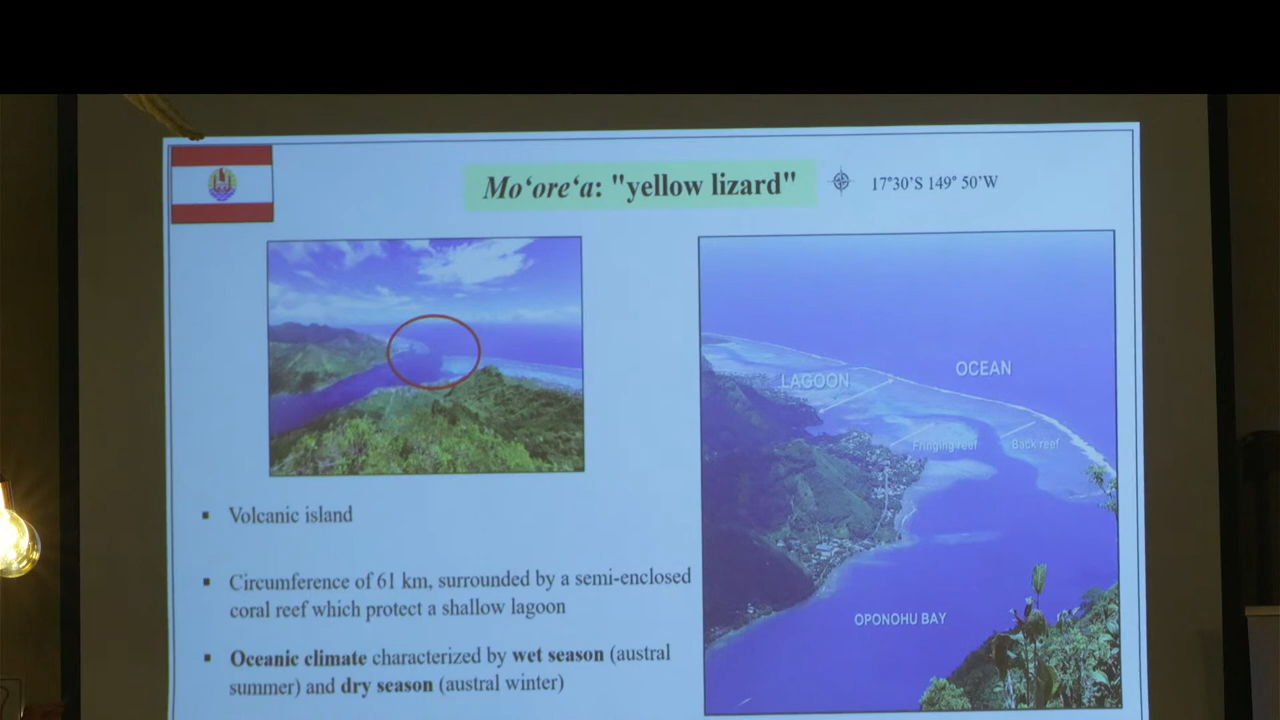 Mo‘ore‘a: "yellow lizard"
17°30’S 149° 50’W
▪ Volcanic island
▪ Circumference of 61 km, surrounded by a semi-enclosed
coral reef which protect a shallow lagoon
▪ Oceanic climate characterized by wet season (austral
summer) and dry season (austral winter)
LAGOON
OCEAN
Fringing reef
Back reef
OPONOHU BAY